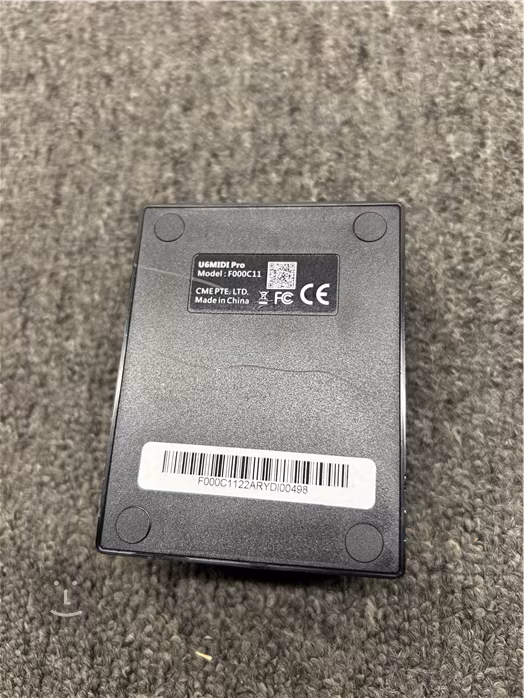 U6MIDI Pro
Model : F000C11
CME PTE. LTD.
Made in China
FC CE
F000C1122ARYDI00498